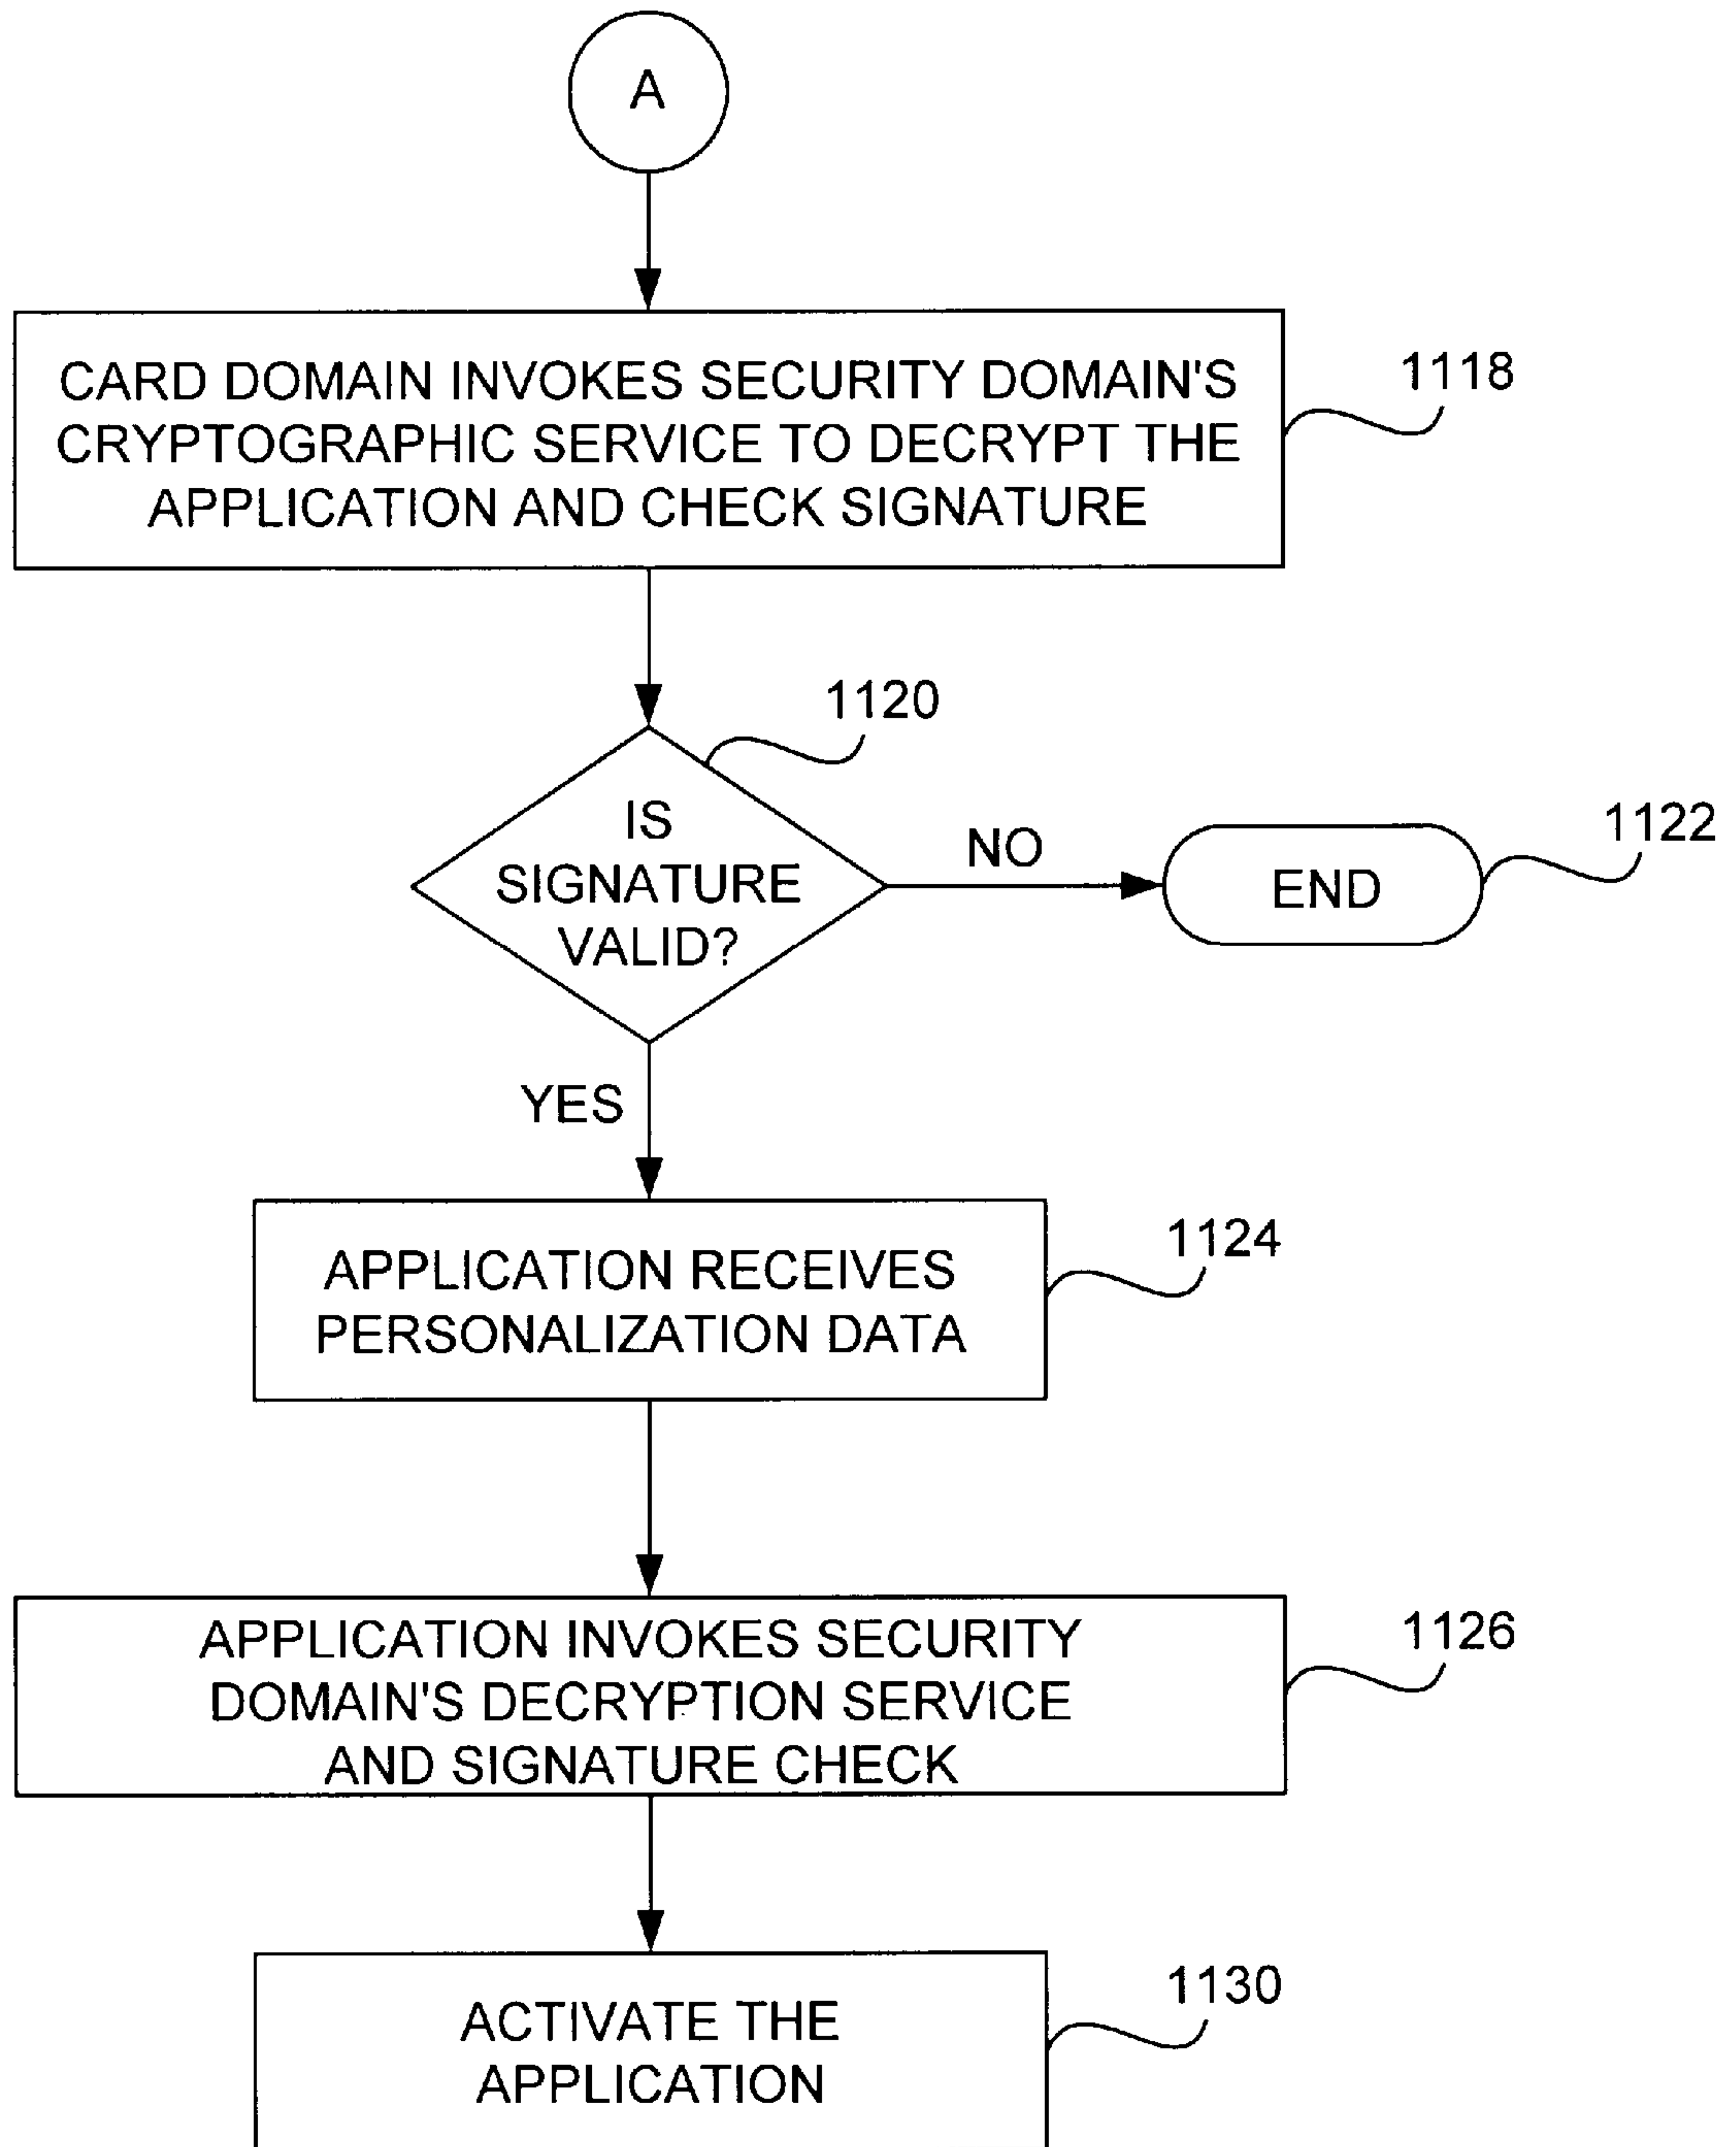 A
CARD DOMAIN INVOKES SECURITY DOMAIN'S
CRYPTOGRAPHIC SERVICE TO DECRYPT THE
APPLICATION AND CHECK SIGNATURE
1118
1120
IS
SIGNATURE
VALID?
NO
END
1122
YES
APPLICATION RECEIVES
PERSONALIZATION DATA
1124
APPLICATION INVOKES SECURITY
DOMAIN'S DECRYPTION SERVICE
AND SIGNATURE CHECK
1126
ACTIVATE THE
APPLICATION
1130